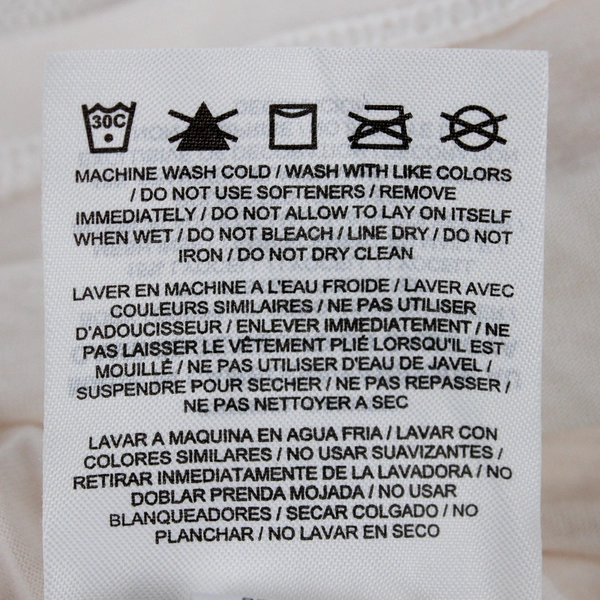 30C
MACHINE WASH COLD / WASH WITH LIKE COLORS
/ DO NOT USE SOFTENERS / REMOVE
IMMEDIATELY / DO NOT ALLOW TO LAY ON ITSELF
WHEN WET / DO NOT BLEACH / LINE DRY / DO NOT
IRON / DO NOT DRY CLEAN
LAVER EN MACHINE A L'EAU FROIDE / LAVER AVEC
COULEURS SIMILAIRES / NE PAS UTILISER
D'ADOUCISSEUR / ENLEVER IMMEDIATEMENT / NE
PAS LAISSER LE VÊTEMENT PLIÉ LORSQU'IL EST
MOUILLÉ / NE PAS UTILISER D'EAU DE JAVEL /
SUSPENDRE POUR SECHER / NE PAS REPASSER /
NE PAS NETTOYER A SEC
LAVAR A MAQUINA EN AGUA FRIA / LAVAR CON
COLORES SIMILARES / NO USAR SUAVIZANTES /
RETIRAR INMEDIATAMENTE DE LA LAVADORA / NO
DOBLAR PRENDA MOJADA / NO USAR
BLANQUEADORES / SECAR COLGADO / NO
PLANCHAR / NO LAVAR EN SECO